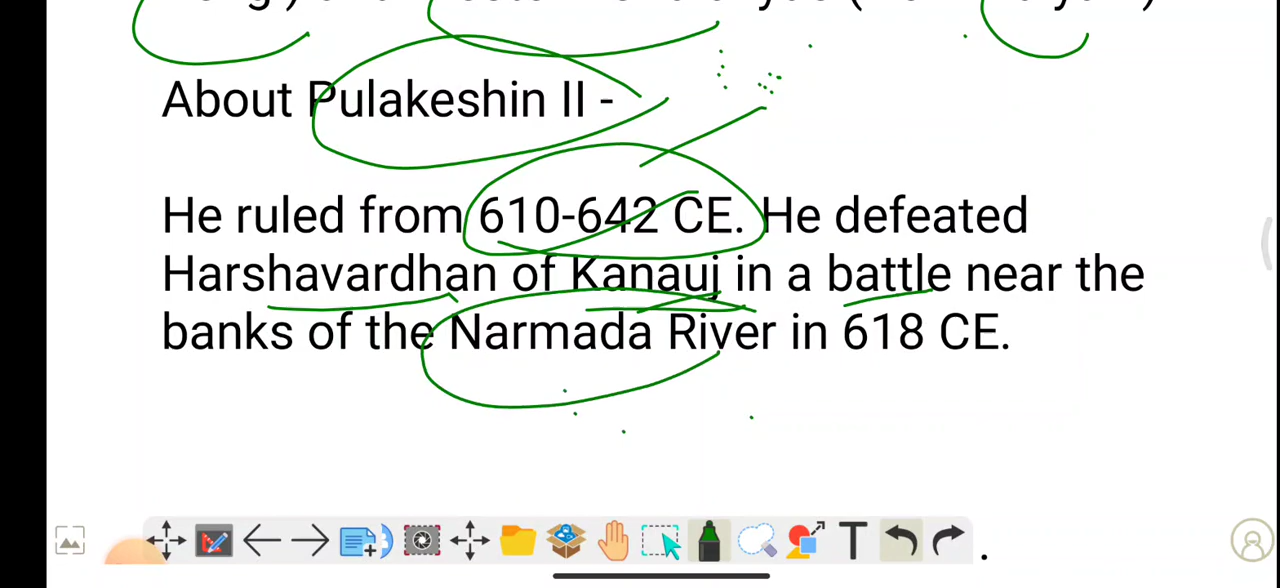 About Pulakeshin II -
He ruled from 610-642 CE. He defeated
Harshavardhan of Kanauj in a battle near the
banks of the Narmada River in 618 CE.